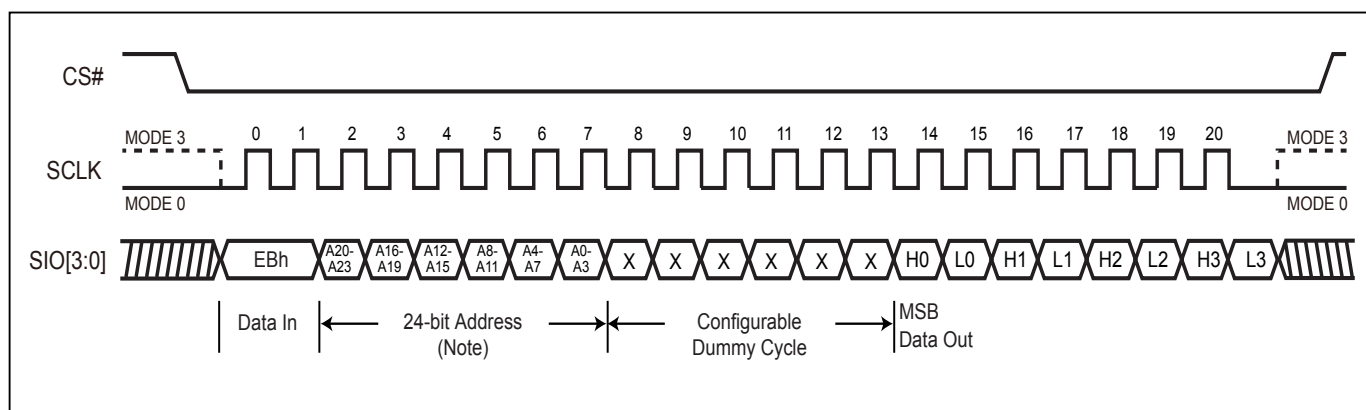 CS#
MODE 3
0 1 2 3 4 5 6 7 8 9 10 11 12 13 14 15 16 17 18 19 20
MODE 3
SCLK
MODE 0
MODE 0
SIO[3:0]
EBh
A20-
A23
A16-
A19
A12-
A15
A8-
A11
A4-
A7
A0-
A3
X X X X X X H0 L0 H1 L1 H2 L2 H3 L3
Data In
24-bit Address
(Note)
Configurable
Dummy Cycle
MSB
Data Out